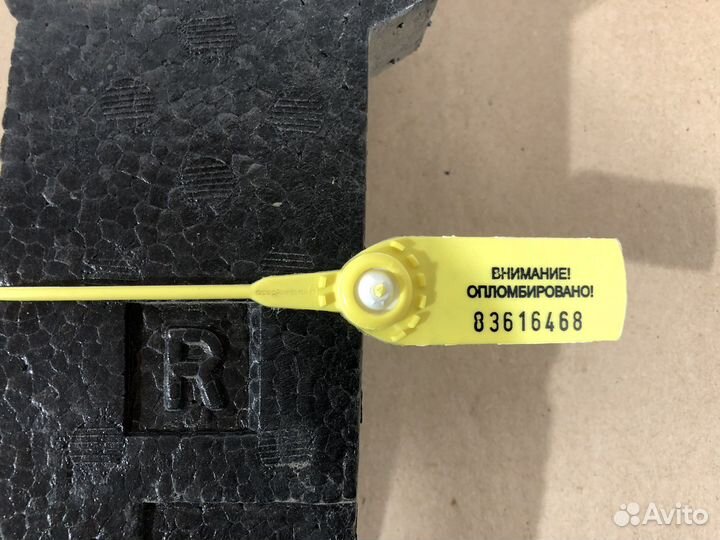 ВНИМАНИЕ!
ОПЛОМБИРОВАНО!
83616468
R
Avito